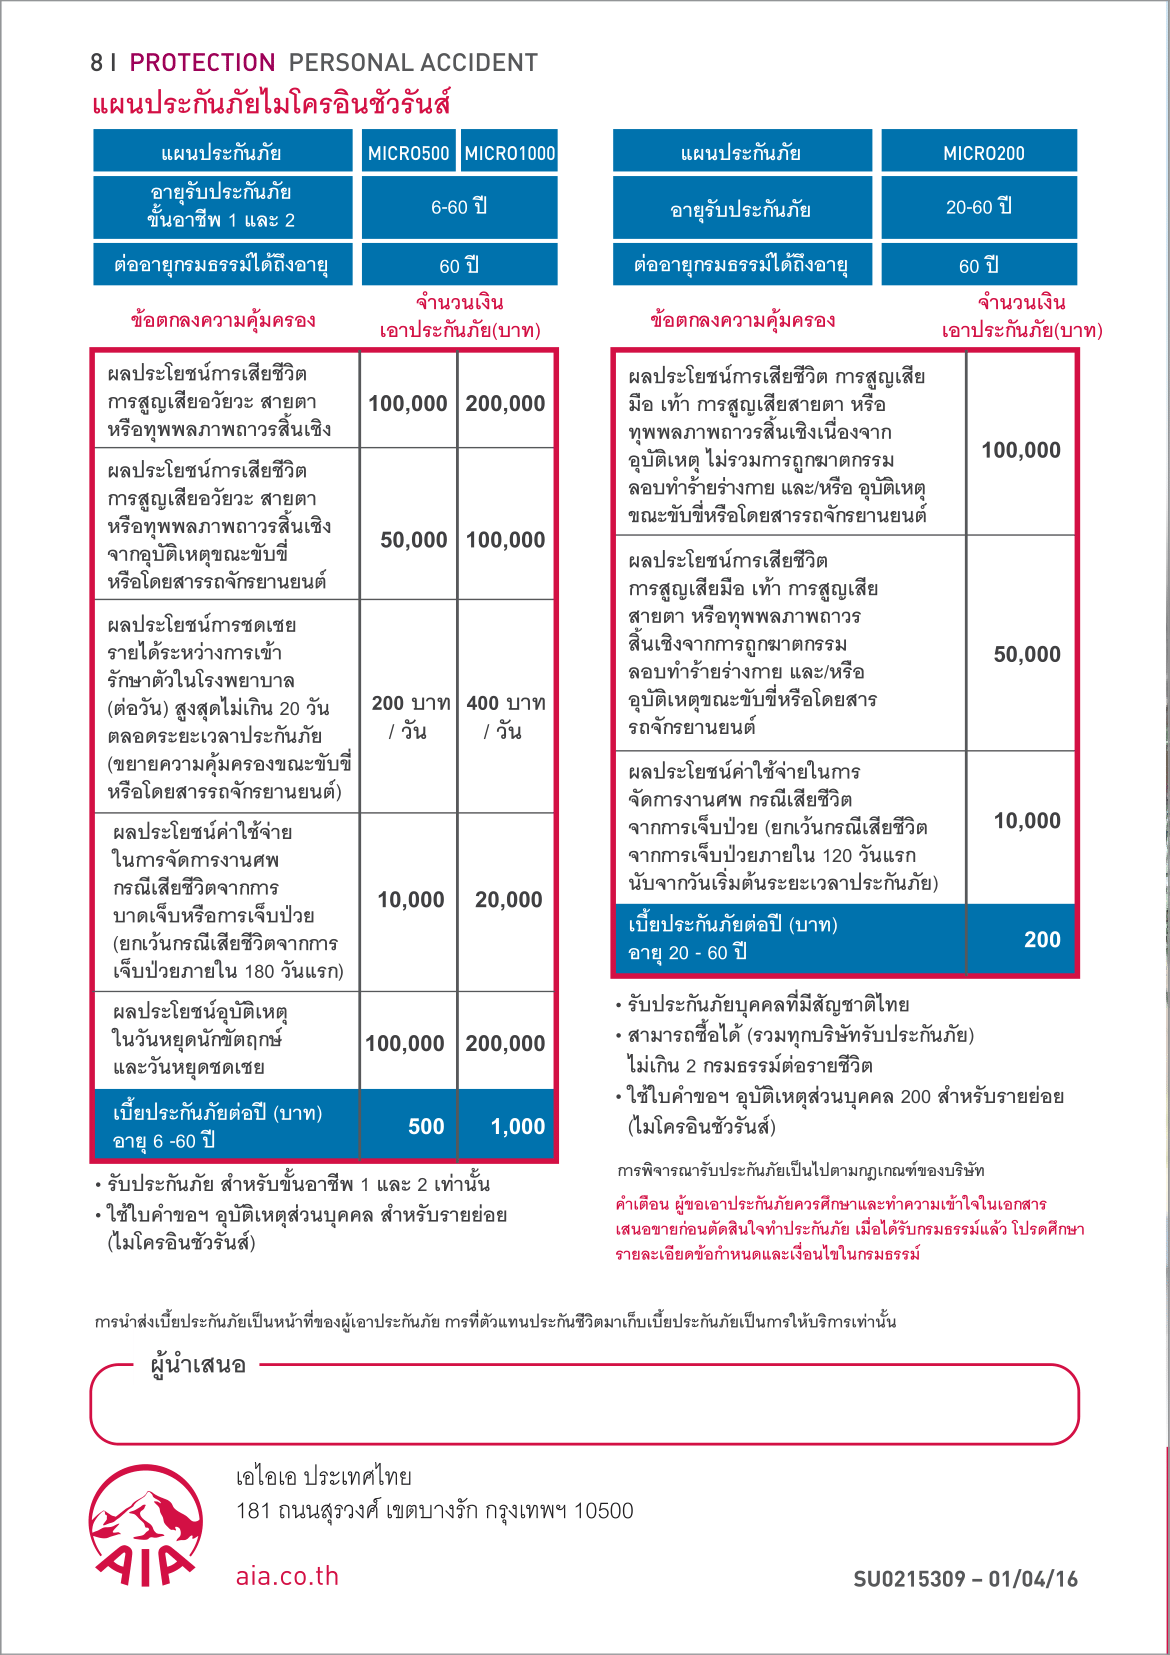 8 I PROTECTION PERSONAL ACCIDENT
แผนประกันภัยไมโครอินชัวรันส์
แผนประกันภัย MICRO500 MICRO1000
อายุรับประกันภัย
ขั้นอาชีพ 1 และ 2
6-60 ปี
ต่ออายุกรมธรรม์ได้ถึงอายุ 60 ปี
ข้อตกลงความคุ้มครอง
จำนวนเงิน
เอาประกันภัย(บาท)
ผลประโยชน์การเสียชีวิต
การสูญเสียอวัยวะ สายตา
หรือทุพพลภาพถาวรสิ้นเชิง
100,000 200,000
ผลประโยชน์การเสียชีวิต
การสูญเสียอวัยวะ สายตา
หรือทุพพลภาพถาวรสิ้นเชิง
จากอุบัติเหตุขณะขับขี่
หรือโดยสารรถจักรยานยนต์
50,000 100,000
ผลประโยชน์การชดเชย
รายได้ระหว่างการเข้า
รักษาตัวในโรงพยาบาล
(ต่อวัน) สูงสุดไม่เกิน 20 วัน
ตลอดระยะเวลาประกันภัย
(ขยายความคุ้มครองขณะขับขี่
หรือโดยสารรถจักรยานยนต์)
200 บาท 400 บาท
/ วัน / วัน
ผลประโยชน์ค่าใช้จ่าย
ในการจัดการงานศพ
กรณีเสียชีวิตจากการ
บาดเจ็บหรือการเจ็บป่วย
(ยกเว้นกรณีเสียชีวิตจากการ
เจ็บป่วยภายใน 180 วันแรก)
10,000 20,000
ผลประโยชน์อุบัติเหตุ
ในวันหยุดนักขัตฤกษ์
และวันหยุดชดเชย
100,000 200,000
เบี้ยประกันภัยต่อปี (บาท)
อายุ 6 -60 ปี
500 1,000
• รับประกันภัย สำหรับขั้นอาชีพ 1 และ 2 เท่านั้น
• ใช้ใบคำขอฯ อุบัติเหตุส่วนบุคคล สำหรับรายย่อย
(ไมโครอินชัวรันส์)
แผนประกันภัย MICRO200
อายุรับประกันภัย 20-60 ปี
ต่ออายุกรมธรรม์ได้ถึงอายุ 60 ปี
ข้อตกลงความคุ้มครอง
จำนวนเงิน
เอาประกันภัย(บาท)
ผลประโยชน์การเสียชีวิต การสูญเสีย
มือ เท้า การสูญเสียสายตา หรือ
ทุพพลภาพถาวรสิ้นเชิงเนื่องจาก
อุบัติเหตุ ไม่รวมการถูกฆาตกรรม
ลอบทำร้ายร่างกาย และ/หรือ อุบัติเหตุ
ขณะขับขี่หรือโดยสารรถจักรยานยนต์
100,000
ผลประโยชน์การเสียชีวิต
การสูญเสียมือ เท้า การสูญเสีย
สายตา หรือทุพพลภาพถาวร
สิ้นเชิงจากการถูกฆาตกรรม
ลอบทำร้ายร่างกาย และ/หรือ
อุบัติเหตุขณะขับขี่หรือโดยสาร
รถจักรยานยนต์
50,000
ผลประโยชน์ค่าใช้จ่ายในการ
จัดการงานศพ กรณีเสียชีวิต
จากการเจ็บป่วย (ยกเว้นกรณีเสียชีวิต
จากการเจ็บป่วยภายใน 120 วันแรก
นับจากวันเริ่มต้นระยะเวลาประกันภัย)
10,000
เบี้ยประกันภัยต่อปี (บาท)
อายุ 20 - 60 ปี
200
• รับประกันภัยบุคคลที่มีสัญชาติไทย
• สามารถซื้อได้ (รวมทุกบริษัทรับประกันภัย)
ไม่เกิน 2 กรมธรรม์ต่อรายชีวิต
• ใช้ใบคำขอฯ อุบัติเหตุส่วนบุคคล 200 สำหรับรายย่อย
(ไมโครอินชัวรันส์)
การพิจารณารับประกันภัยเป็นไปตามกฎเกณฑ์ของบริษัท
คำเตือน ผู้ขอเอาประกันภัยควรศึกษาและทำความเข้าใจในเอกสาร
เสนอขายก่อนตัดสินใจทำประกันภัย เมื่อได้รับกรมธรรม์แล้ว โปรดศึกษา
รายละเอียดข้อกำหนดและเงื่อนไขในกรมธรรม์
การนำส่งเบี้ยประกันภัยเป็นหน้าที่ของผู้เอาประกันภัย การที่ตัวแทนประกันชีวิตมาเก็บเบี้ยประกันภัยเป็นการให้บริการเท่านั้น
ผู้นำเสนอ
เอไอเอ ประเทศไทย
181 ถนนสุรวงศ์ เขตบางรัก กรุงเทพฯ 10500
AIA
aia.co.th
SU0215309 – 01/04/16